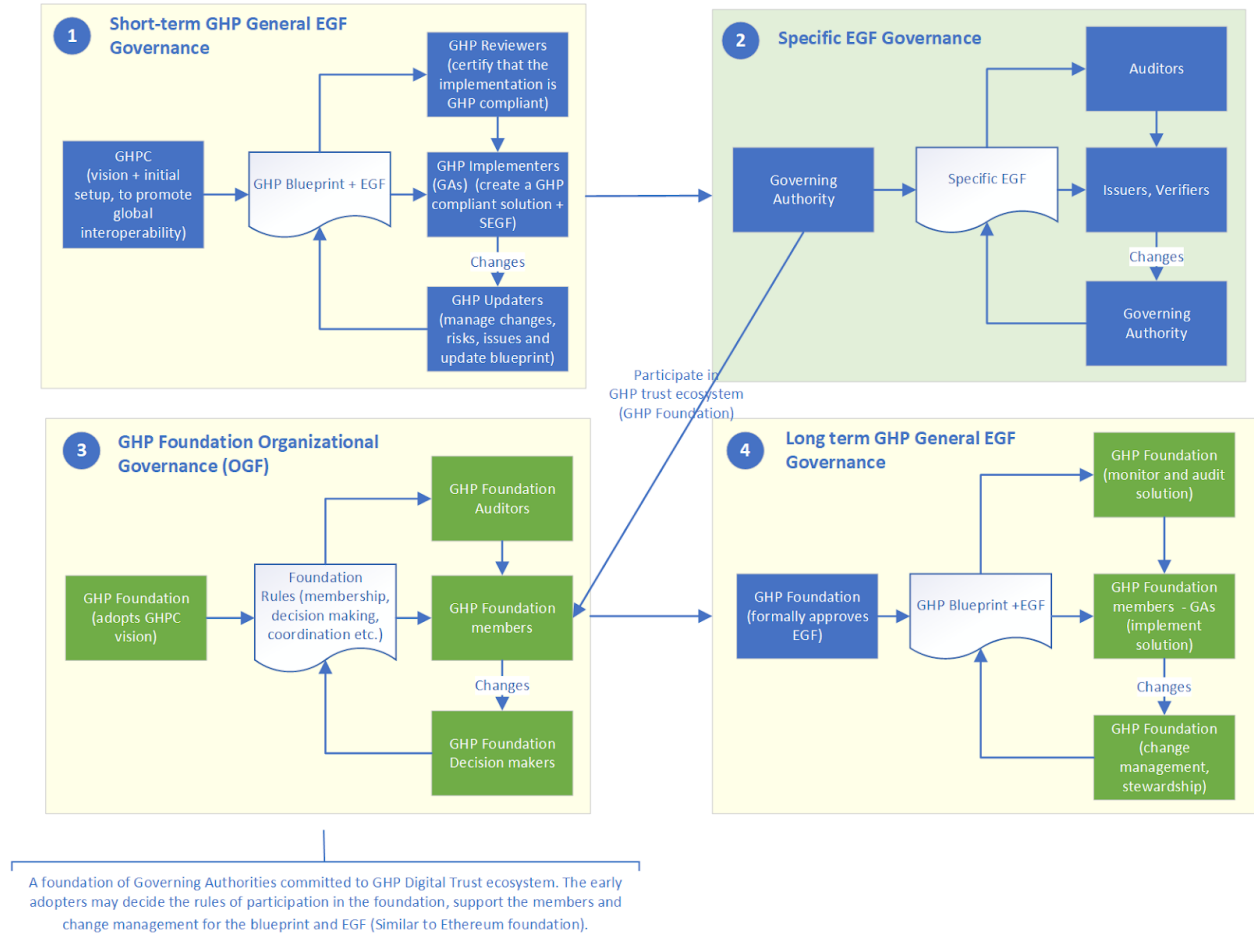 1
Short-term GHP General EGF
Governance
GHPC
(vision + initial
setup, to promote
global
interoperability)
GHP Blueprint + EGF
GHP Reviewers
(certify that the
implementation is
GHP compliant)
GHP Implementers
(GAs)  (create a GHP
compliant solution +
SEGF)
Changes
GHP Updaters
(manage changes,
risks, issues and
update blueprint)
2
Specific EGF Governance
Governing
Authority
Specific EGF
Auditors
Issuers, Verifiers
Changes
Governing
Authority
Participate in
GHP trust ecosystem
(GHP Foundation)
3
GHP Foundation Organizational
Governance (OGF)
GHP Foundation
(adopts GHPC
vision)
Foundation
Rules (membership,
decision making,
coordination etc.)
GHP Foundation
Auditors
GHP Foundation
members
Changes
GHP Foundation
Decision makers
4
Long term GHP General EGF
Governance
GHP Foundation
(formally approves
EGF)
GHP Blueprint +EGF
GHP Foundation
(monitor and audit
solution)
GHP Foundation
members  - GAs
(implement
solution)
Changes
GHP Foundation
(change
management,
stewardship)
A foundation of Governing Authorities committed to GHP Digital Trust ecosystem. The early
adopters may decide the rules of participation in the foundation, support the members and
change management for the blueprint and EGF (Similar to Ethereum foundation).